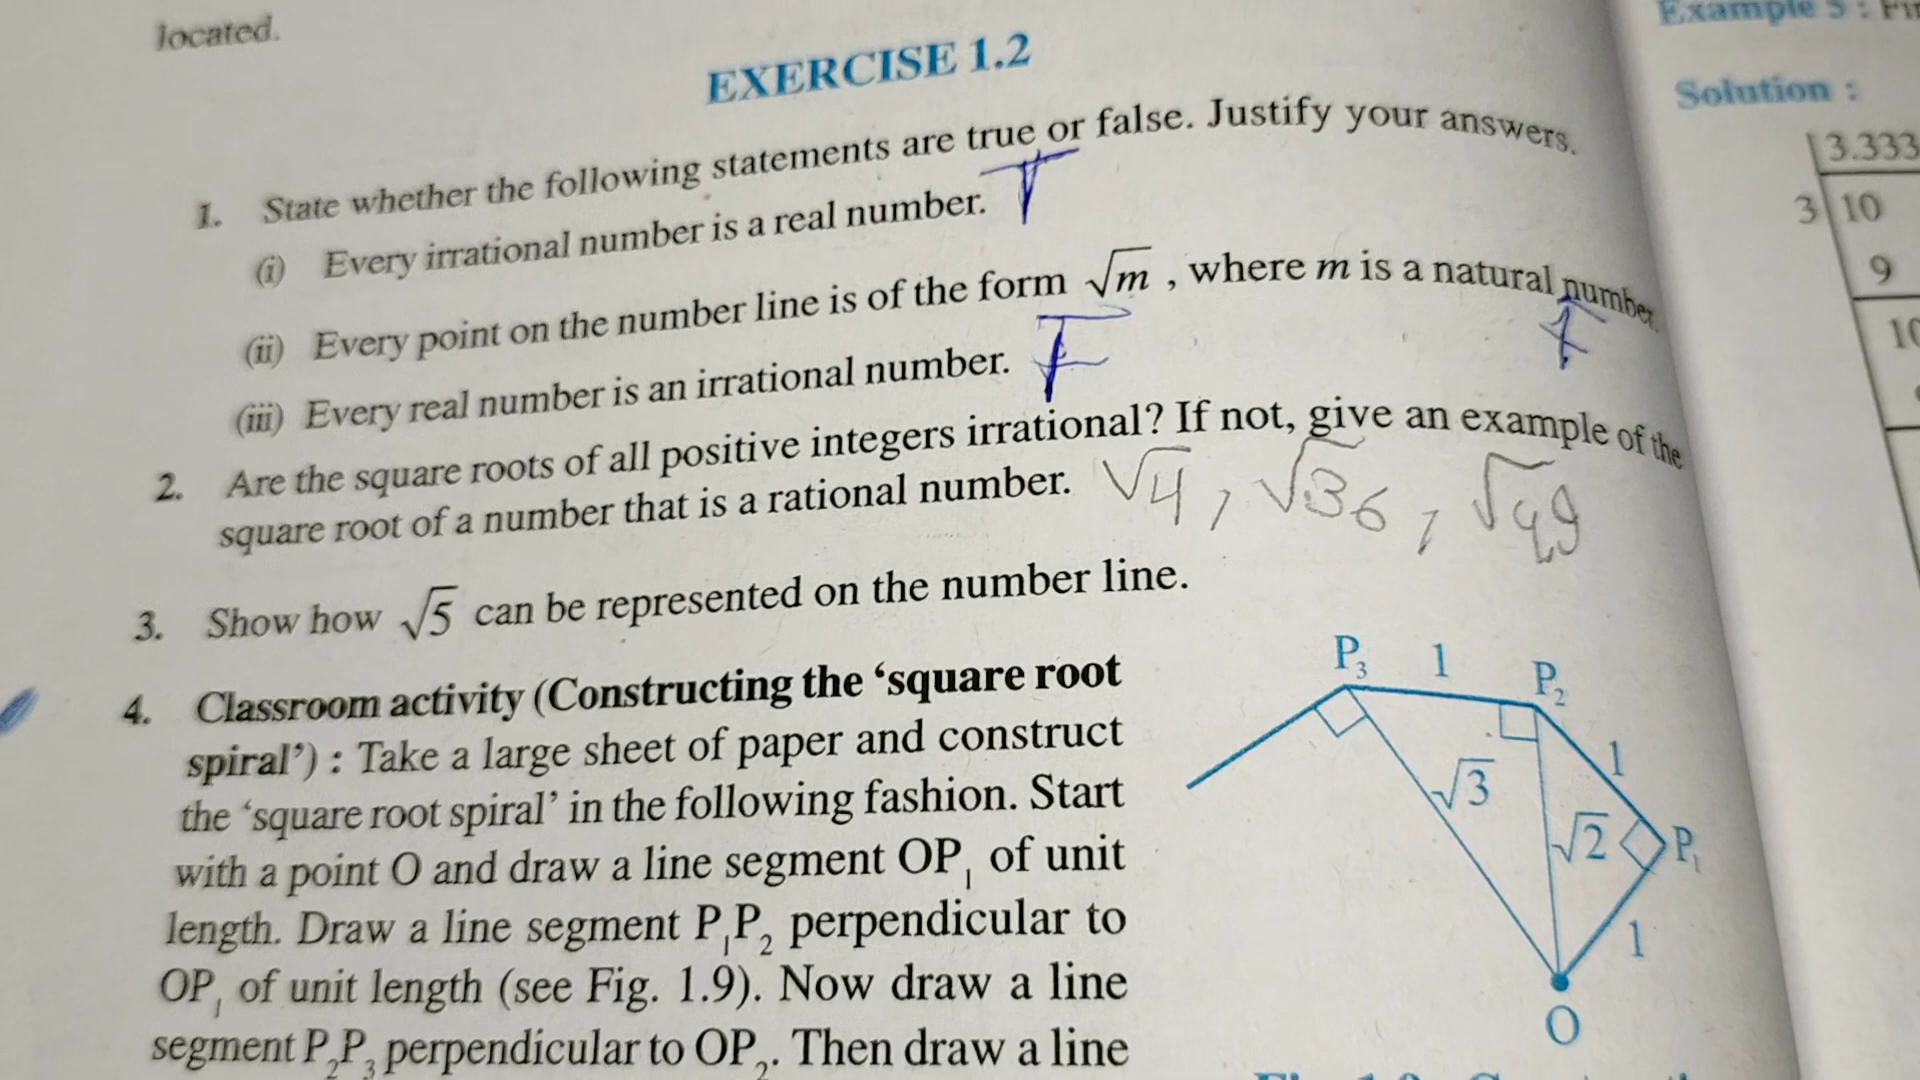 located.
EXERCISE 1.2
1. State whether the following statements are true or false. Justify your answers.
(i) Every irrational number is a real number. T
(ii) Every point on the number line is of the form √m , where m is a natural number.
F
(iii) Every real number is an irrational number. F
2. Are the square roots of all positive integers irrational? If not, give an example of the
square root of a number that is a rational number. √4, √36, √49
3. Show how √5 can be represented on the number line.
4. Classroom activity (Constructing the ‘square root
spiral’) : Take a large sheet of paper and construct
the ‘square root spiral’ in the following fashion. Start
with a point O and draw a line segment OP₁ of unit
length. Draw a line segment P₁P₂ perpendicular to
OP₁ of unit length (see Fig. 1.9). Now draw a line
segment P₂P₃ perpendicular to OP₂. Then draw a line
P₃ 1 P₂
1
√3
√2 P₁
1
O
Example 5 :
Solution :
3.333
3 10
9
10